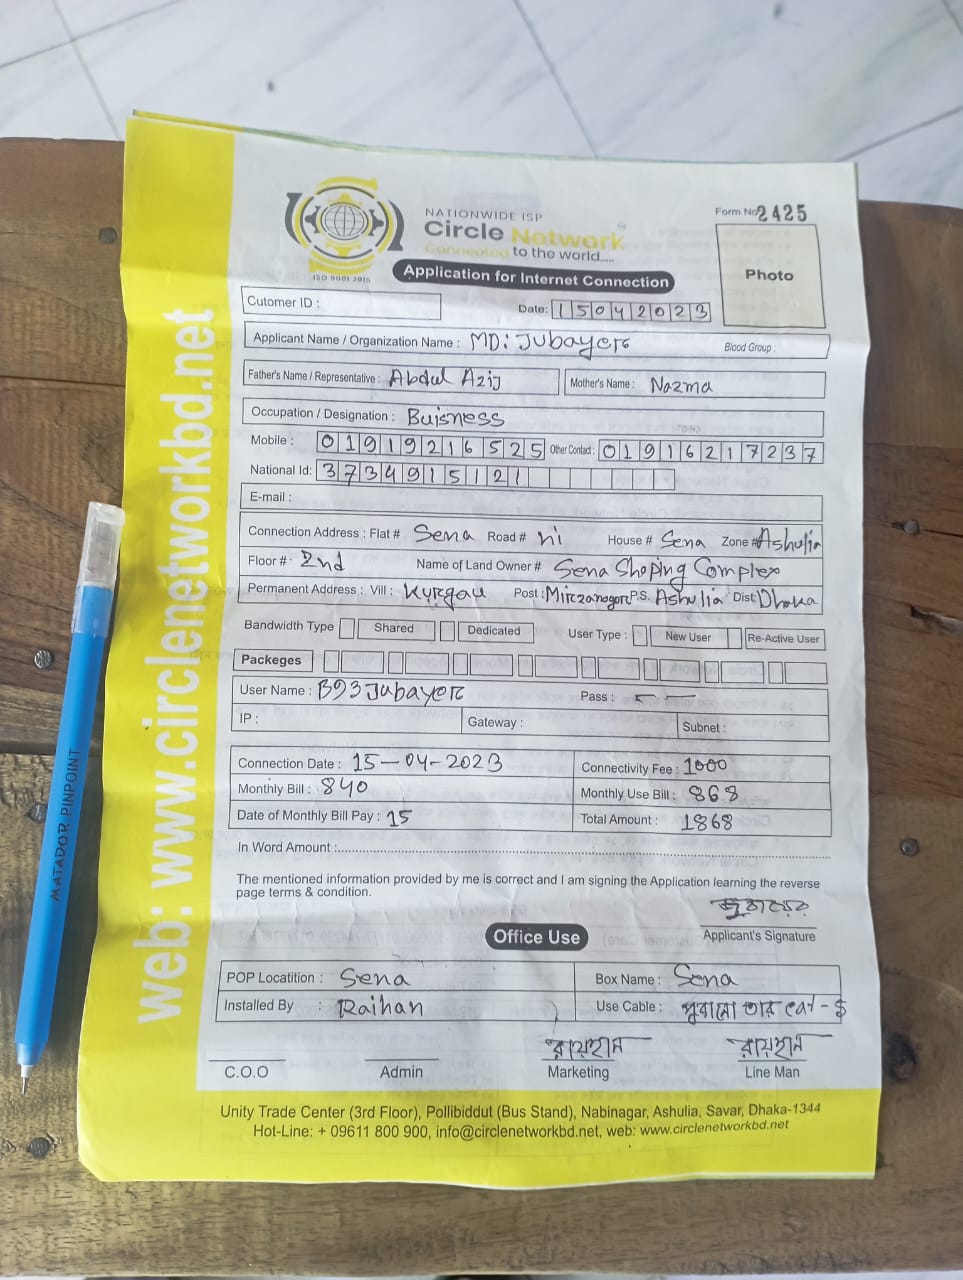 NATIONWIDE ISP
Circle Network
Connected to the world.....
ISO 9001:2015
Form No 2425
Photo
Application for Internet Connection
Cutomer ID :
Date: 15042023
Applicant Name / Organization Name : MD: Jubayer
Blood Group :
Father's Name / Representative : Abdul Azij Mother's Name : Nazma
Occupation / Designation : Buisness
Mobile : 01919216525 Other Contact : 01916217237
National Id: 3734915121
E-mail :
Connection Address : Flat # Sena Road # ni House # Sena Zone # Ashulia
Floor # 2nd Name of Land Owner # Sena Shoping Complex
Permanent Address : Vill : Kurgau Post : Mirzanagor P.S. Ashulia Dist: Dhaka
Bandwidth Type Shared Dedicated User Type : New User Re-Active User
Packeges
User Name : B93Jubayer Pass :
IP : Gateway : Subnet :
Connection Date : 15-04-2023 Connectivity Fee : 1000
Monthly Bill : 840 Monthly Use Bill : 868
Date of Monthly Bill Pay : 15 Total Amount : 1868
In Word Amount :
The mentioned information provided by me is correct and I am signing the Application learning the reverse
page terms & condition.
জুবায়ের
Applicant's Signature
Office Use
POP Locatition : Sena Box Name : Sena
Installed By : Raihan Use Cable : পুরানো তার cat-
রায়হান রায়হান
C.O.O Admin Marketing Line Man
Unity Trade Center (3rd Floor), Pollibiddut (Bus Stand), Nabinagar, Ashulia, Savar, Dhaka-1344
Hot-Line: + 09611 800 900, info@circlenetworkbd.net, web: www.circlenetworkbd.net
web: www.circlenetworkbd.net
MATADOR PINPOINT